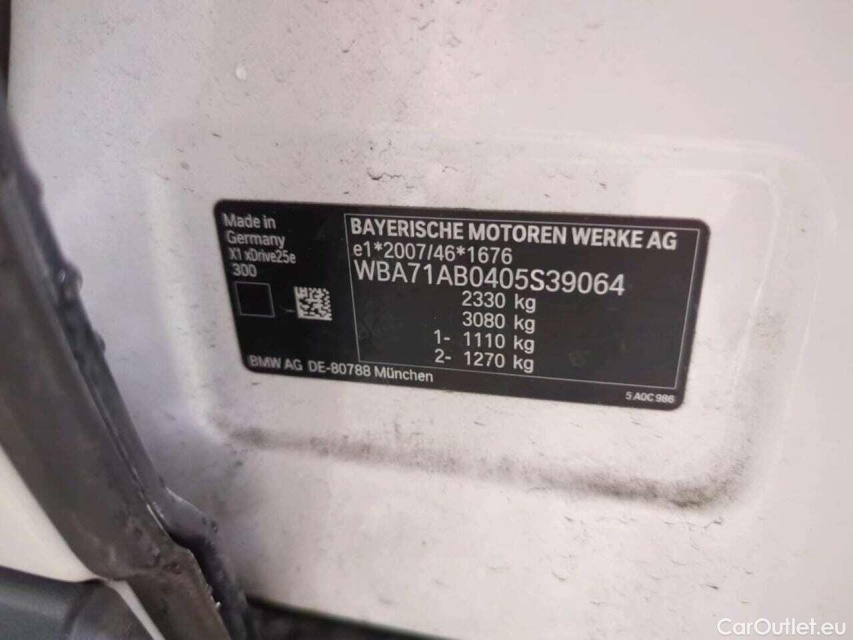 Made in
Germany
X1 xDrive25e
300
BAYERISCHE MOTOREN WERKE AG
e1*2007/46*1676
WBA71AB0405S39064
2330 kg
3080 kg
1- 1110 kg
2- 1270 kg
BMW AG DE-80788 München
5 A0C 986
CarOutlet.eu